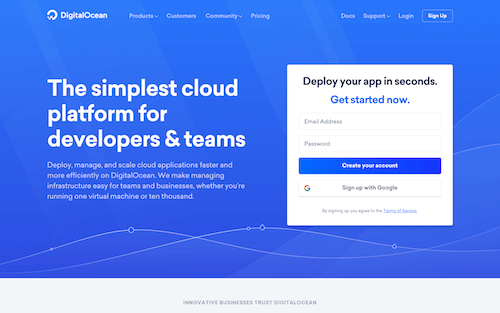 DigitalOcean
Products
Customers
Community
Pricing
Docs
Support
Login
Sign Up
The simplest cloud
platform for
developers & teams
Deploy, manage, and scale cloud applications faster and
more efficiently on DigitalOcean. We make managing
infrastructure easy for teams and businesses, whether you're
running one virtual machine or ten thousand.
Deploy your app in seconds.
Get started now.
Email Address
Password
Create your account
Sign up with Google
By signing up you agree to the Terms of Service.
INNOVATIVE BUSINESSES TRUST DIGITALOCEAN